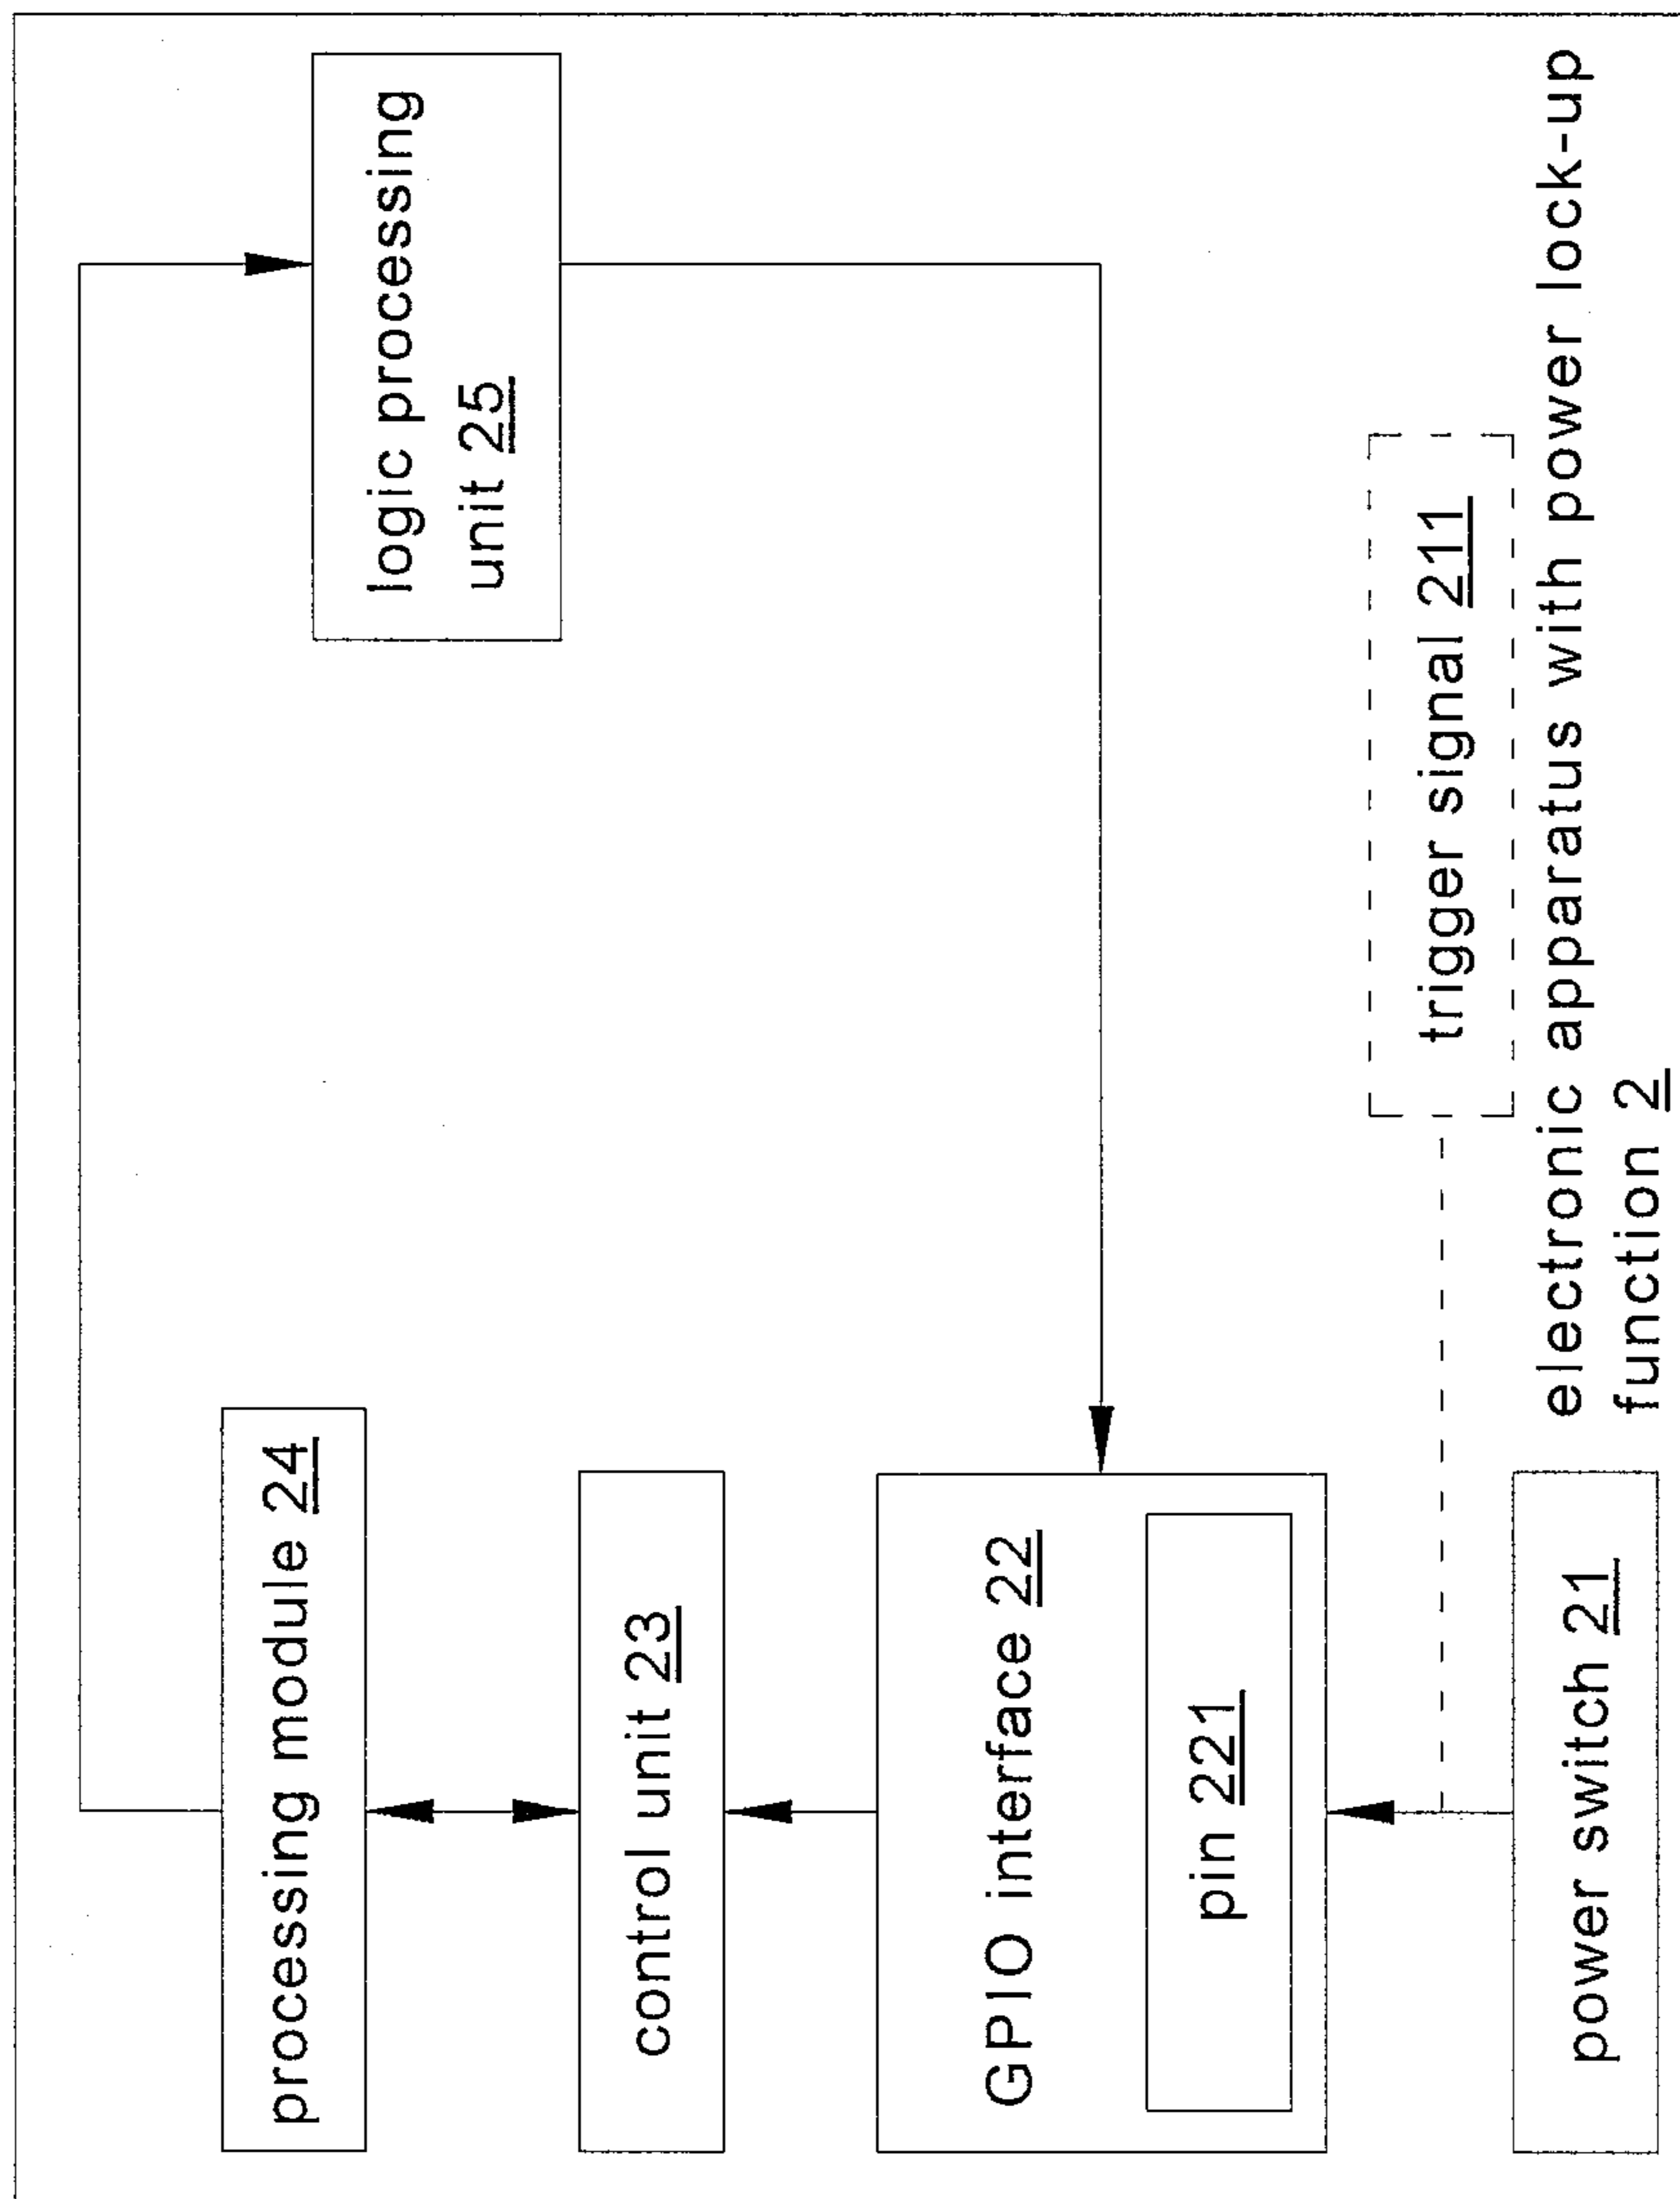 processing module 24
logic processing
unit 25
control unit 23
GPIO interface 22
pin 221
trigger signal 211
power switch 21
electronic apparatus with power lock-up
function 2